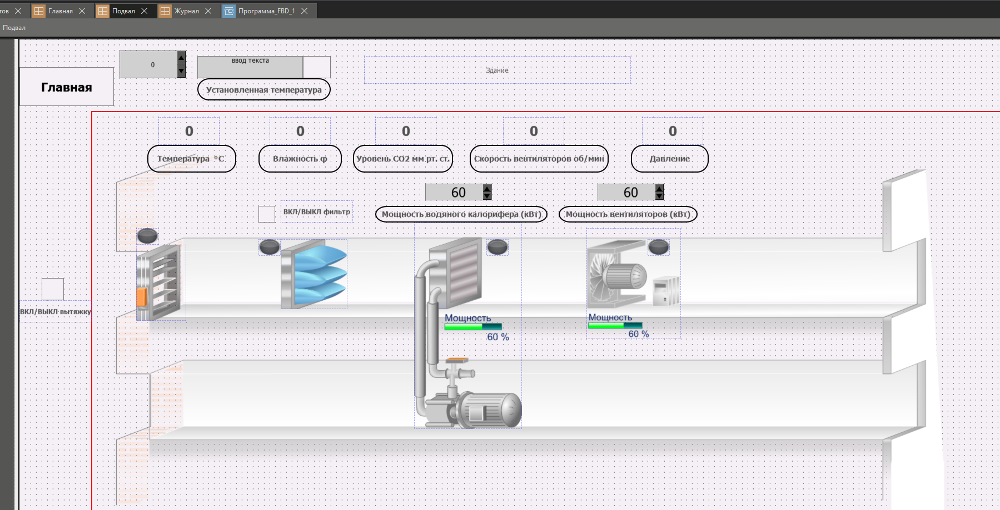 тов
Главная
Подвал
Журнал
Программа_FBD_1
Подвал
0
ввод текста
Здание
Главная
Установленная температура
0
0
0
0
0
Температура °C
Влажность φ
Уровень СО2 мм рт. ст.
Скорость вентиляторов об/мин
Давление
60
60
ВКЛ/ВЫКЛ фильтр
Мощность водяного калорифера (кВт)
Мощность вентиляторов (кВт)
ВКЛ/ВЫКЛ вытяжку
Мощность
60 %
Мощность
60 %